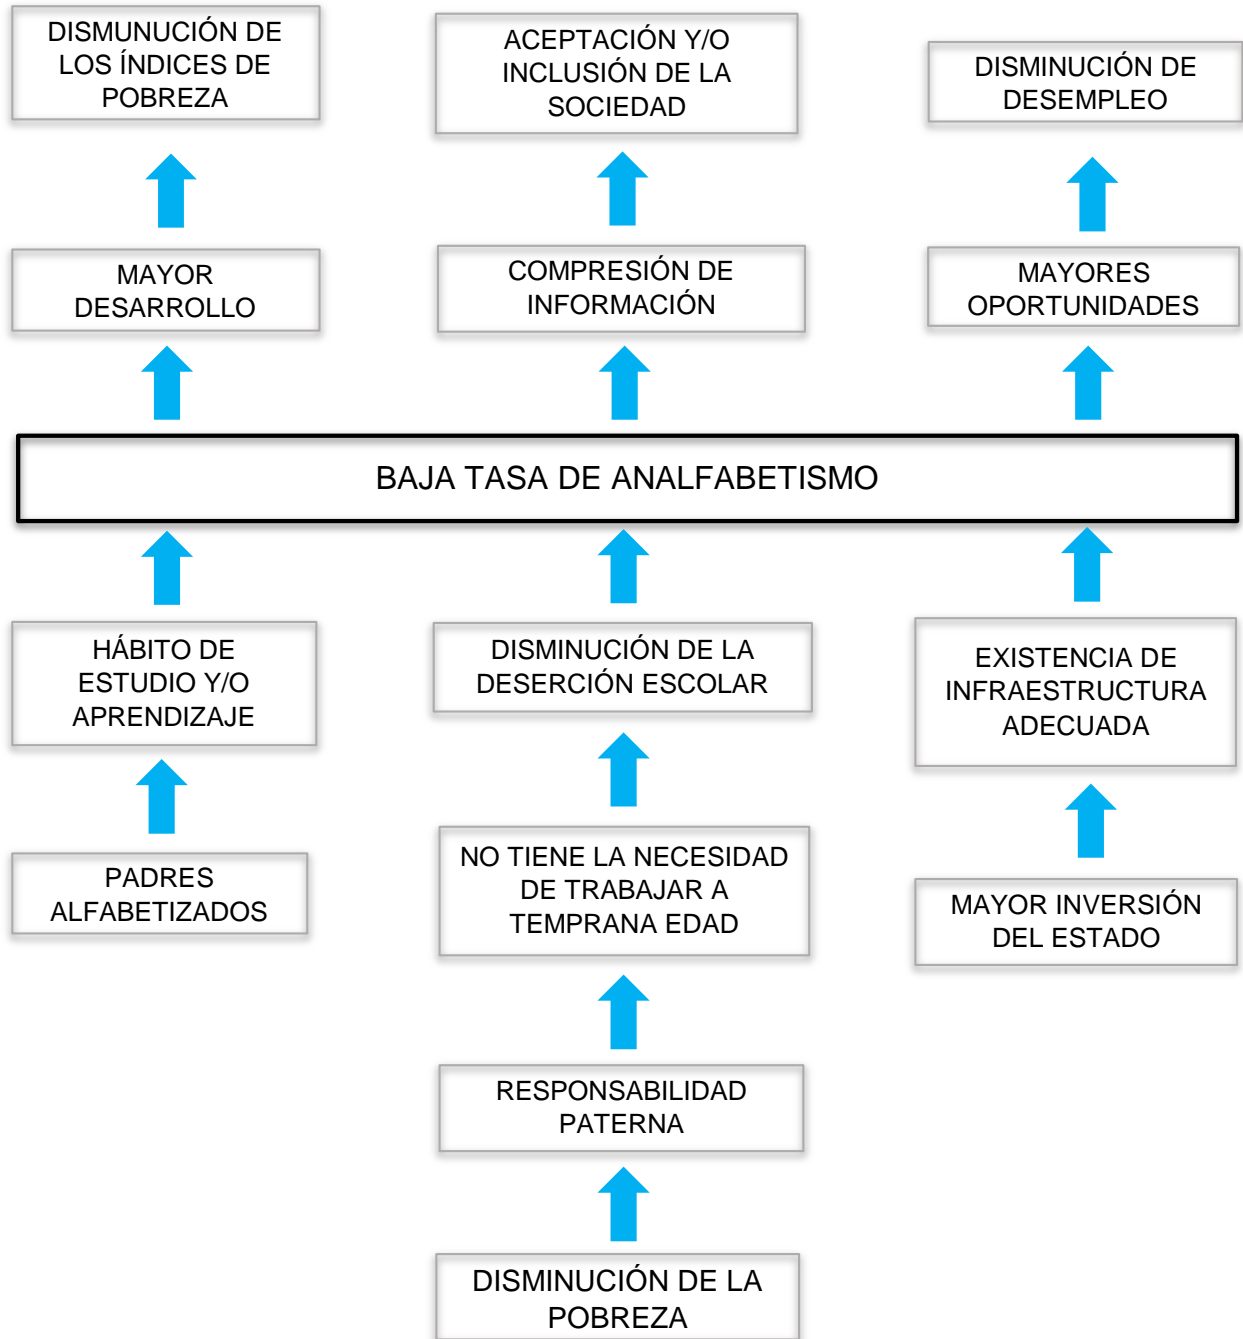 DISMUNUCIÓN DE
LOS ÍNDICES DE
POBREZA
ACEPTACIÓN Y/O
INCLUSIÓN DE LA
SOCIEDAD
DISMINUCIÓN DE
DESEMPLEO
MAYOR
DESARROLLO
COMPRESIÓN DE
INFORMACIÓN
MAYORES
OPORTUNIDADES
BAJA TASA DE ANALFABETISMO
HÁBITO DE
ESTUDIO Y/O
APRENDIZAJE
DISMINUCIÓN DE LA
DESERCIÓN ESCOLAR
EXISTENCIA DE
INFRAESTRUCTURA
ADECUADA
PADRES
ALFABETIZADOS
NO TIENE LA NECESIDAD
DE TRABAJAR A
TEMPRANA EDAD
MAYOR INVERSIÓN
DEL ESTADO
RESPONSABILIDAD
PATERNA
DISMINUCIÓN DE LA
POBREZA